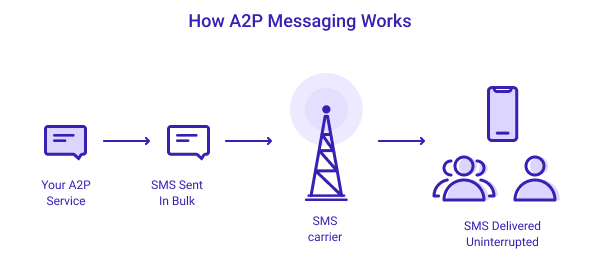 How A2P Messaging Works
Your A2P
Service
SMS Sent
In Bulk
SMS
carrier
SMS Delivered
Uninterrupted